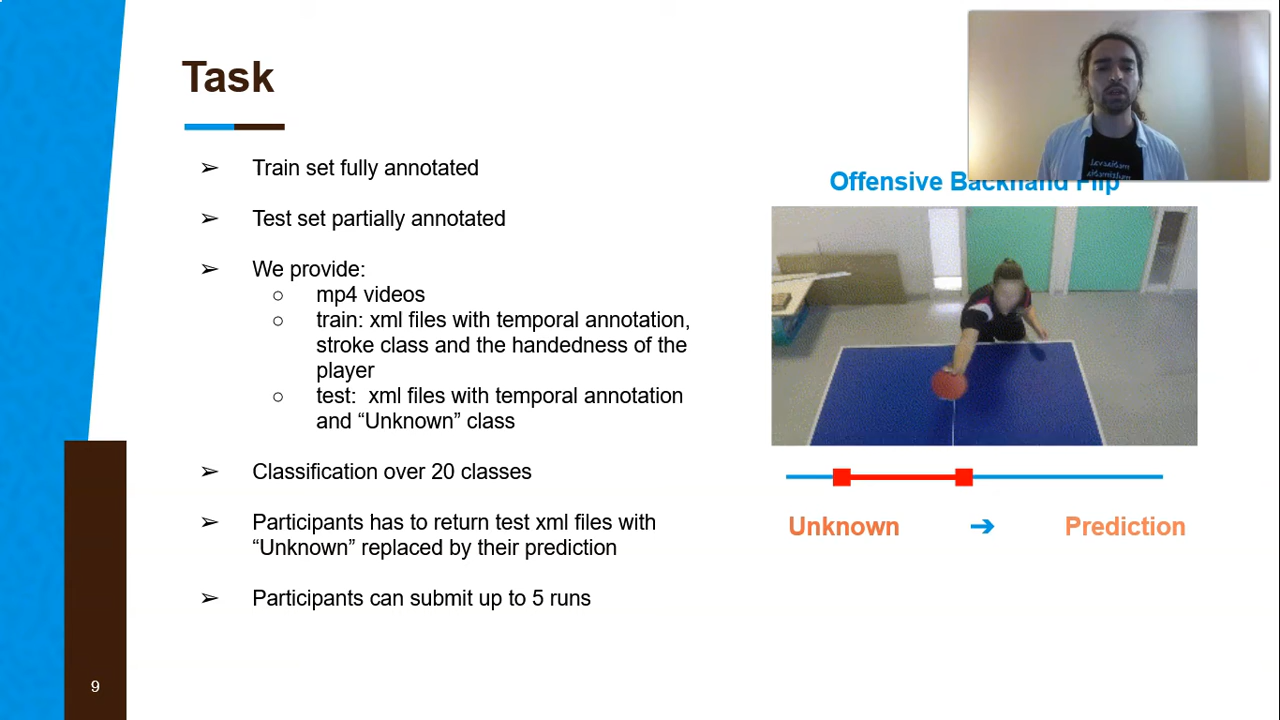 Task
➢ Train set fully annotated
➢ Test set partially annotated
➢ We provide:
○ mp4 videos
○ train: xml files with temporal annotation,
stroke class and the handedness of the
player
○ test: xml files with temporal annotation
and “Unknown” class
➢ Classification over 20 classes
➢ Participants has to return test xml files with
“Unknown” replaced by their prediction
➢ Participants can submit up to 5 runs
Offensive Backhand Flip
Unknown ➔ Prediction
9